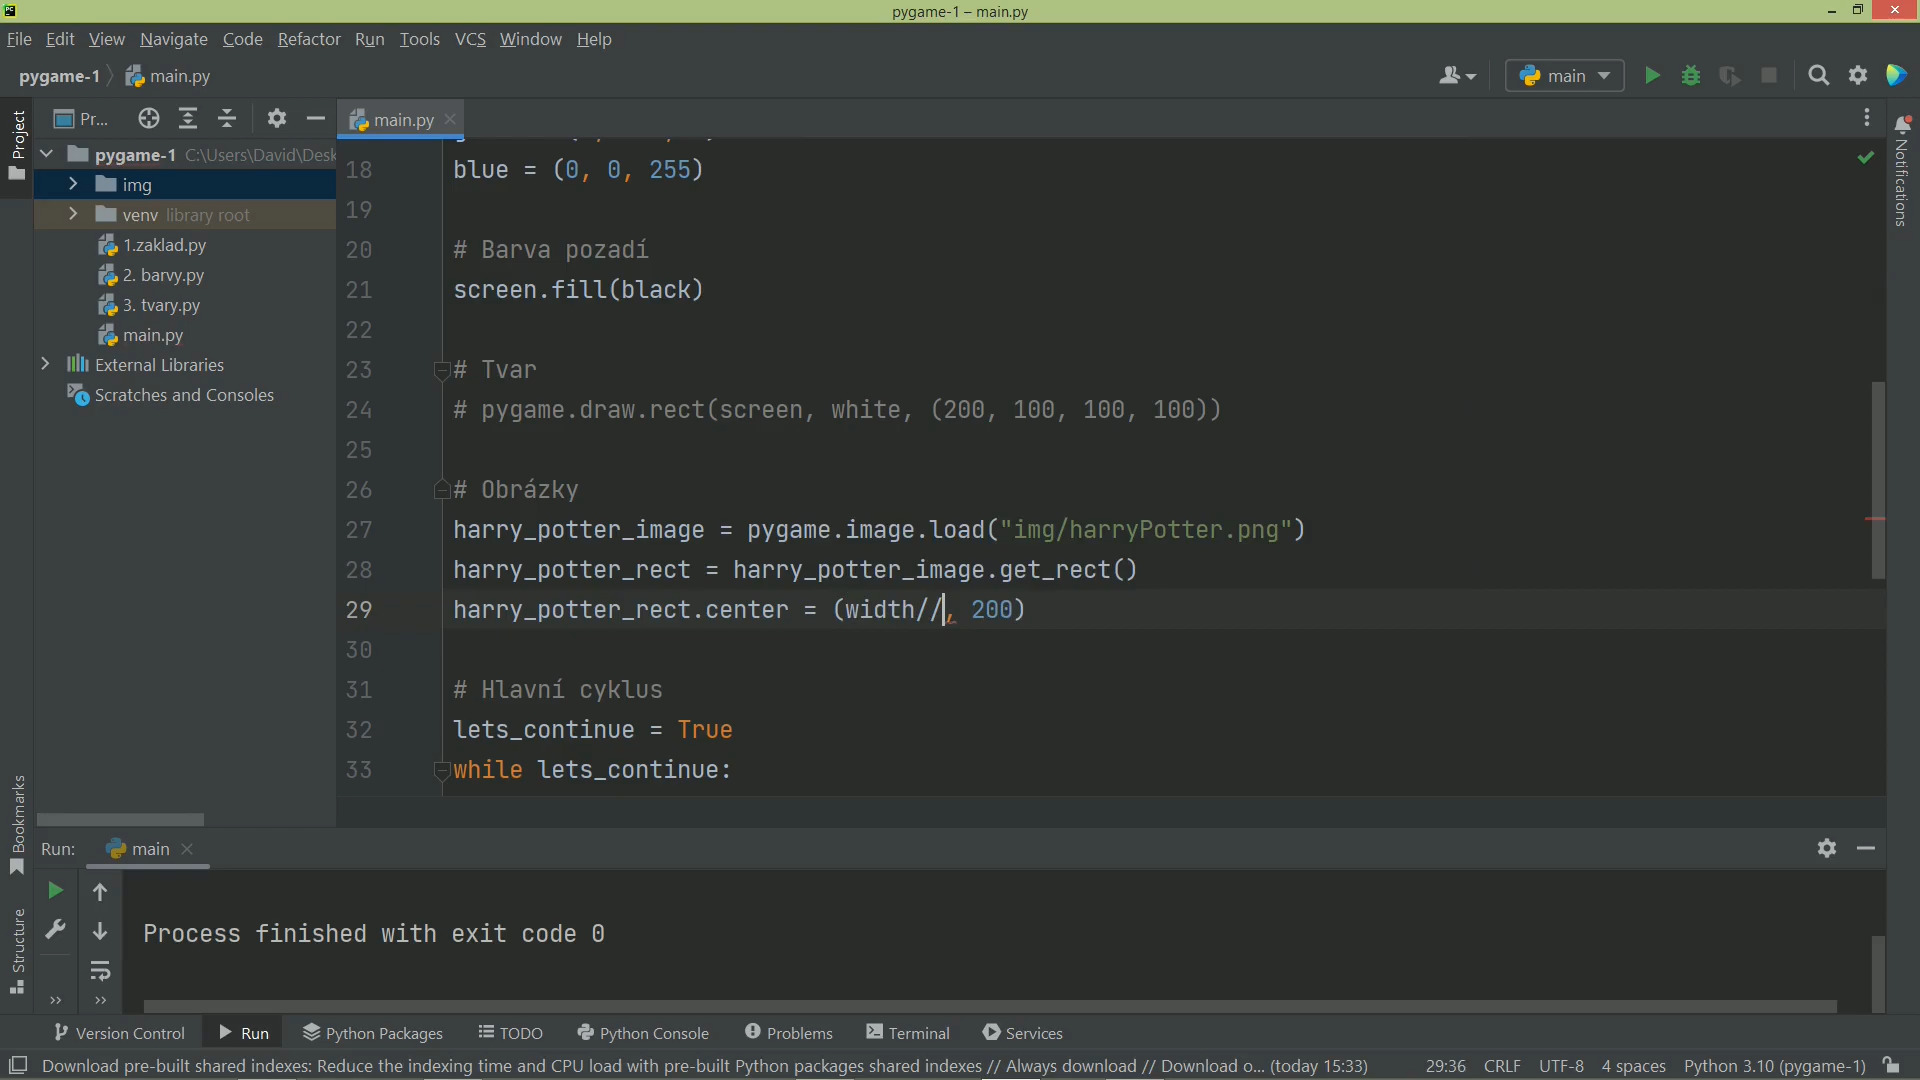 PC
pygame-1 – main.py
File Edit View Navigate Code Refactor Run Tools VCS Window Help
pygame-1 main.py
main
Project
Pr...
main.py
Notifications
pygame-1 C:\Users\David\Desk
img
venv library root
1.zaklad.py
2. barvy.py
3. tvary.py
main.py
External Libraries
Scratches and Consoles
18 blue = (0, 0, 255)
19
20 # Barva pozadí
21 screen.fill(black)
22
23 # Tvar
24 # pygame.draw.rect(screen, white, (200, 100, 100, 100))
25
26 # Obrázky
27 harry_potter_image = pygame.image.load("img/harryPotter.png")
28 harry_potter_rect = harry_potter_image.get_rect()
29 harry_potter_rect.center = (width//, 200)
30
31 # Hlavní cyklus
32 lets_continue = True
33 while lets_continue:
Bookmarks
Structure
Run: main
Process finished with exit code 0
Version Control Run Python Packages TODO Python Console Problems Terminal Services
Download pre-built shared indexes: Reduce the indexing time and CPU load with pre-built Python packages shared indexes // Always download // Download o... (today 15:33) 29:36 CRLF UTF-8 4 spaces Python 3.10 (pygame-1)